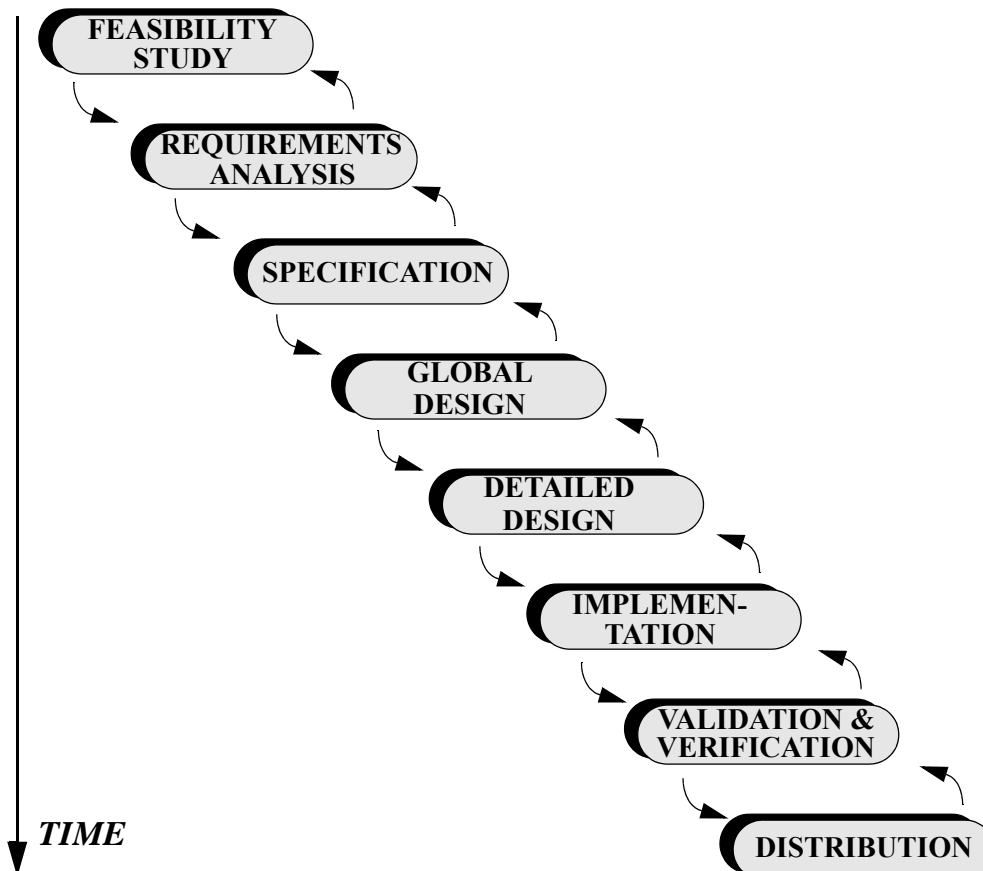 FEASIBILITY
STUDY
REQUIREMENTS
ANALYSIS
SPECIFICATION
GLOBAL
DESIGN
DETAILED
DESIGN
IMPLEMEN-
TATION
VALIDATION &
VERIFICATION
TIME
DISTRIBUTION